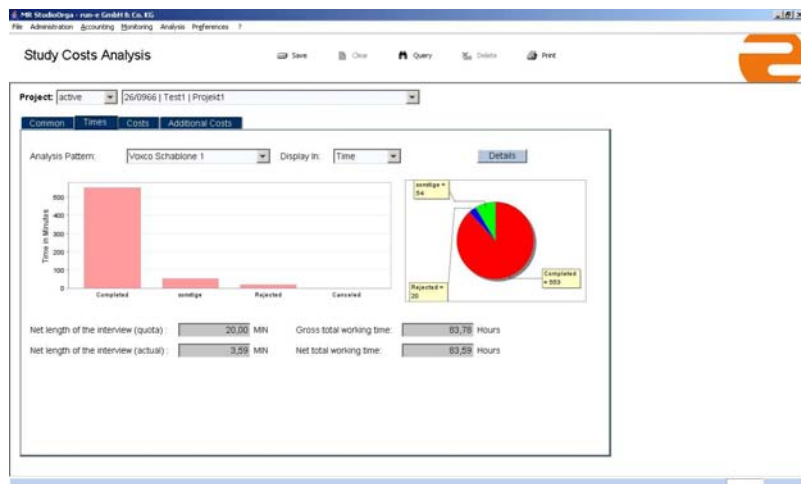 MR StudioOrga - run-e GmbH & Co. KG
File Administration Accounting Monitoring Analysis Preferences ?
Study Costs Analysis
Save Clear Query Delete Print
Project: active 26/0966 | Test1 | Projekt1
Common Times Costs Additional Costs
Analysis Pattern: Voxco Schablone 1 Display in: Time Details
Time in Minutes
500
400
300
200
100
0
Completed sonstige Rejected Canceled
sonstige =
54
Rejected =
20
Completed
= 553
Net length of the interview (quota) : 20,00 MIN Gross total working time: 63,78 Hours
Net length of the interview (actual) : 3,59 MIN Net total working time: 63,59 Hours